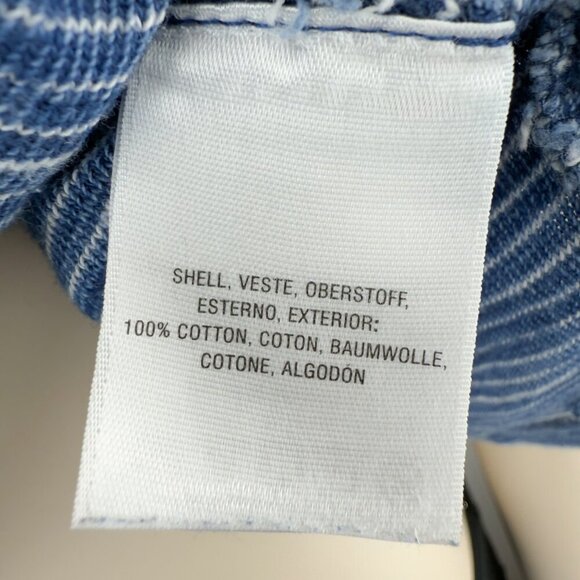 SHELL, VESTE, OBERSTOFF,
ESTERNO, EXTERIOR:
100% COTTON, COTON, BAUMWOLLE,
COTONE, ALGODÓN